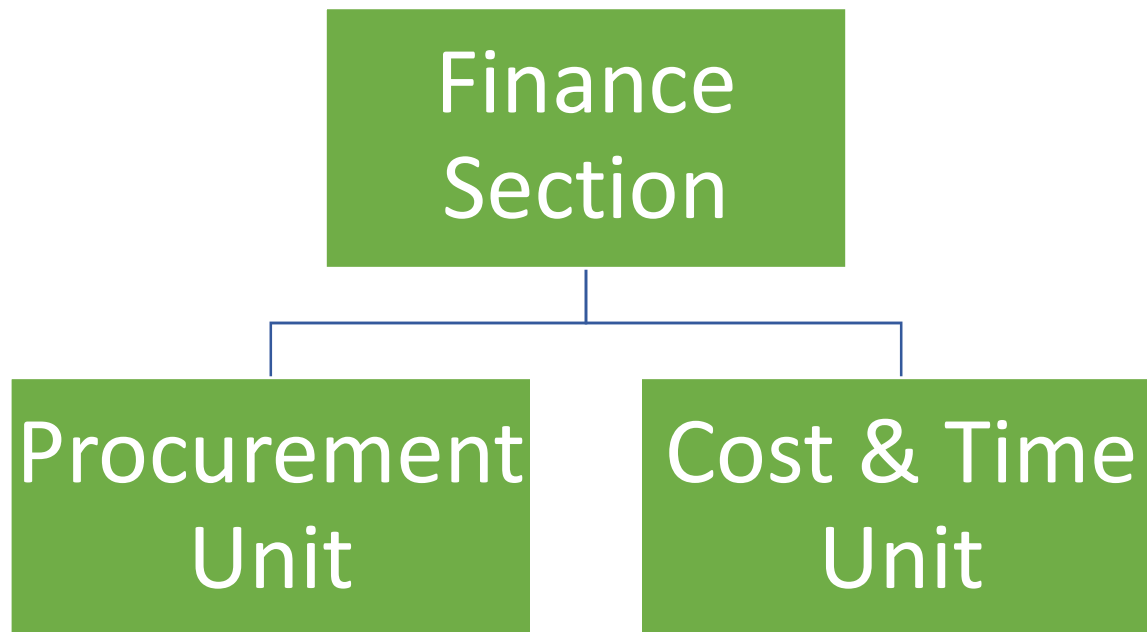 Finance
Section
Procurement
Unit
Cost & Time
Unit